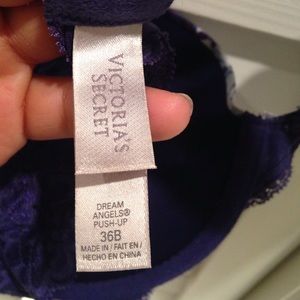 VICTORIA'S
SECRET
DREAM
ANGELS®
PUSH-UP
36B
MADE IN / FAIT EN /
HECHO EN CHINA